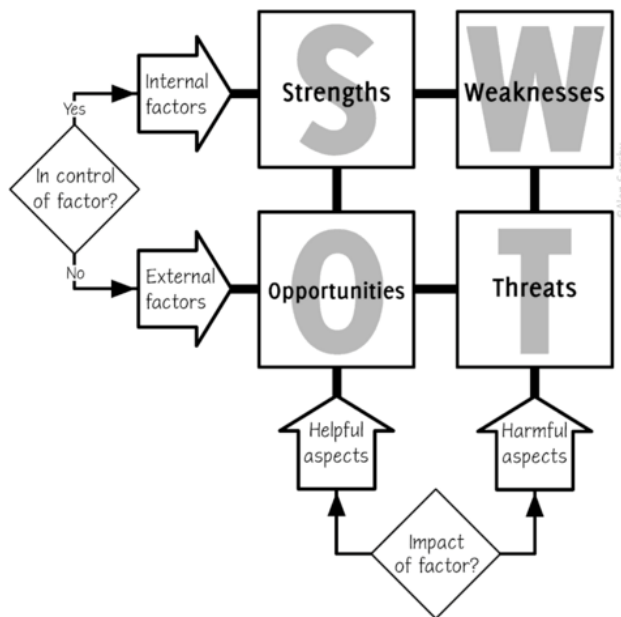 S
W
Internal
factors
Strengths
Weaknesses
Yes
In control
of factor?
No
External
factors
O
T
Opportunities
Threats
Helpful
aspects
Harmful
aspects
Impact
of factor?